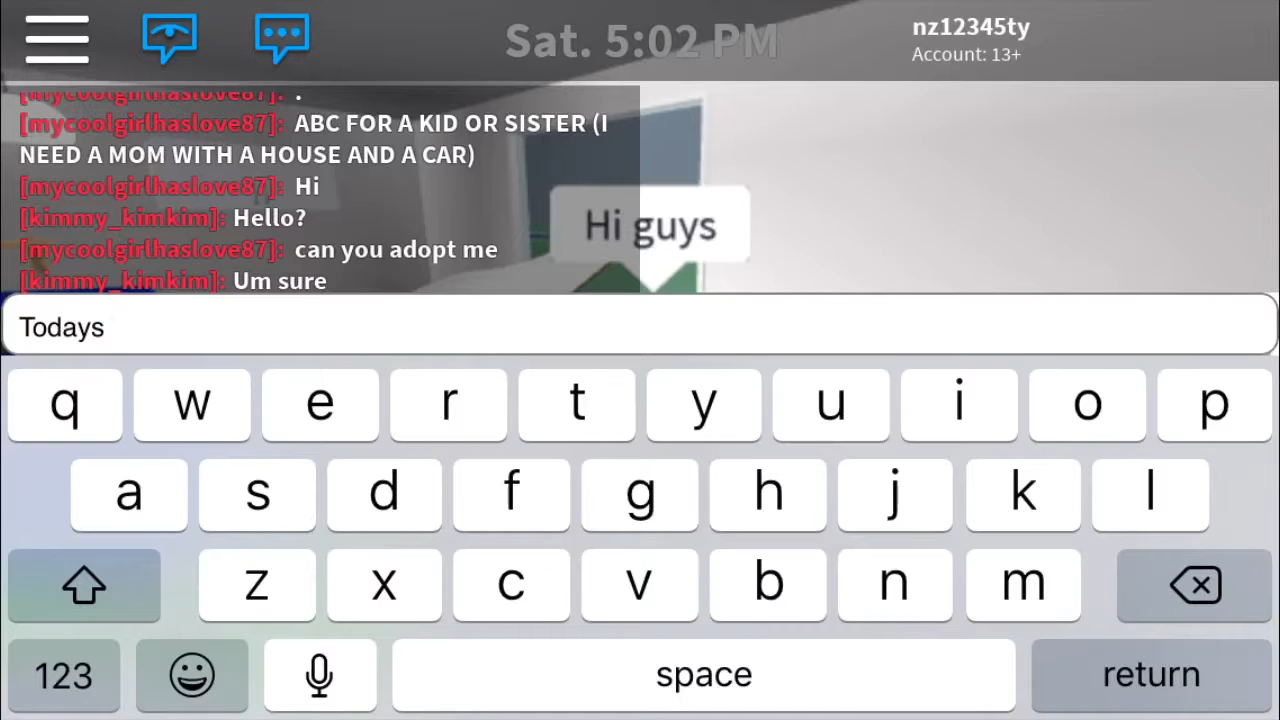 Sat. 5:02 PM
nz12345ty
Account: 13+
[mycoolgirlhaslove87]: .
[mycoolgirlhaslove87]: ABC FOR A KID OR SISTER (I
NEED A MOM WITH A HOUSE AND A CAR)
[mycoolgirlhaslove87]: Hi
[kimmy_kimkim]: Hello?
[mycoolgirlhaslove87]: can you adopt me
[kimmy_kimkim]: Um sure
Hi guys
Todays
q w e r t y u i o p
a s d f g h j k l
z x c v b n m
123 space return